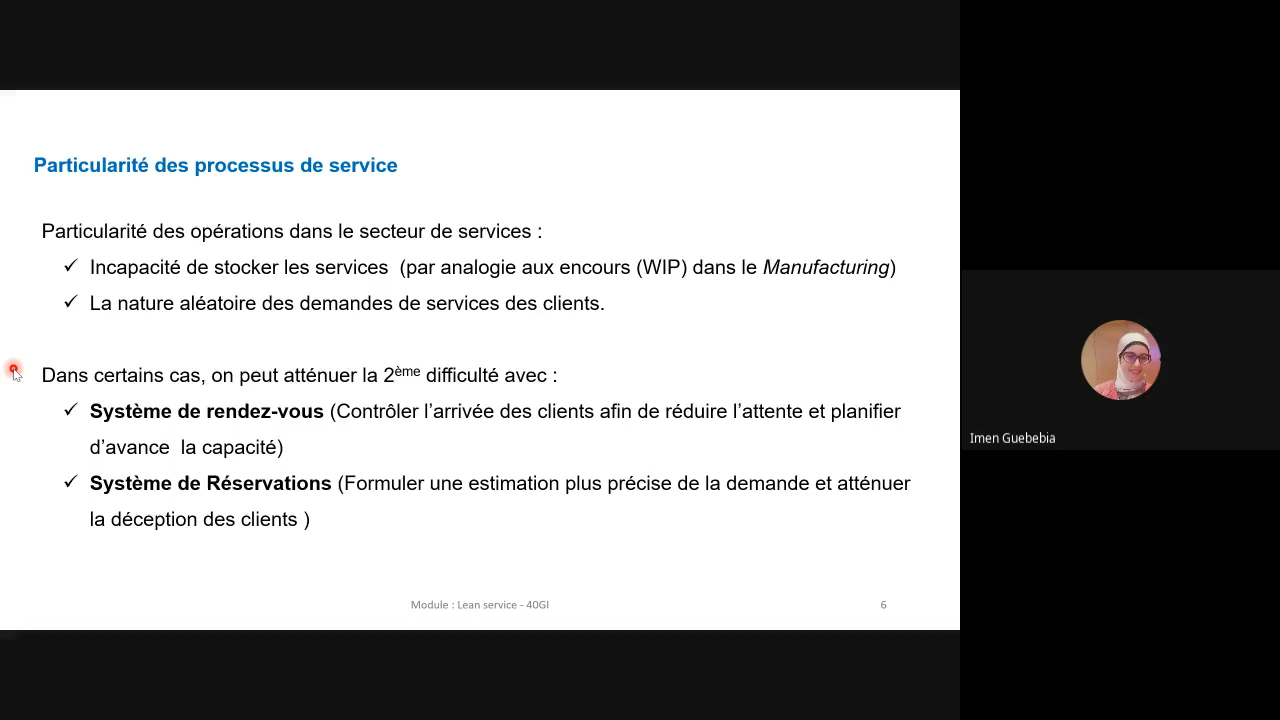 Particularité des processus de service
Particularité des opérations dans le secteur de services :
✓ Incapacité de stocker les services (par analogie aux encours (WIP) dans le Manufacturing)
✓ La nature aléatoire des demandes de services des clients.
Dans certains cas, on peut atténuer la 2ème difficulté avec :
✓ Système de rendez-vous (Contrôler l’arrivée des clients afin de réduire l’attente et planifier
d’avance la capacité)
✓ Système de Réservations (Formuler une estimation plus précise de la demande et atténuer
la déception des clients )
Module : Lean service - 40GI
6
Imen Guebebia